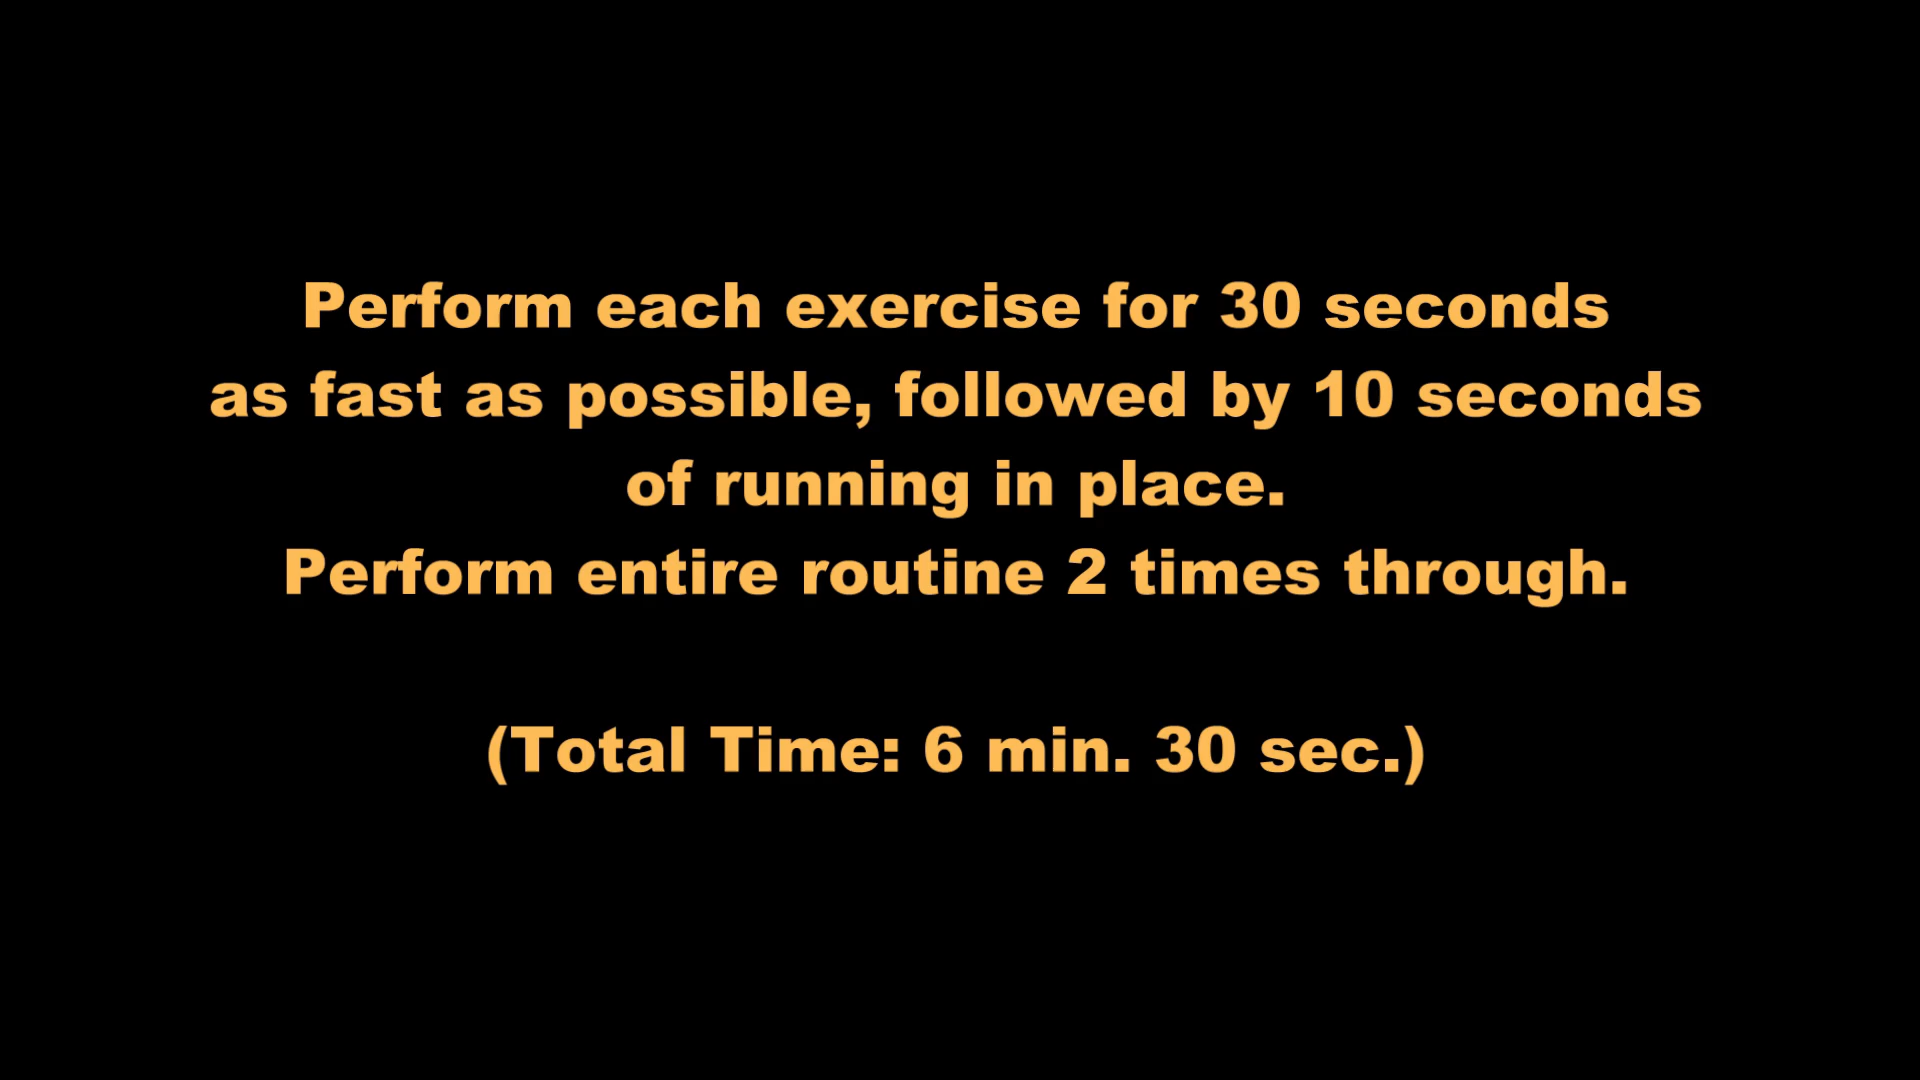 Perform each exercise for 30 seconds
as fast as possible, followed by 10 seconds
of running in place.
Perform entire routine 2 times through.
(Total Time: 6 min. 30 sec.)